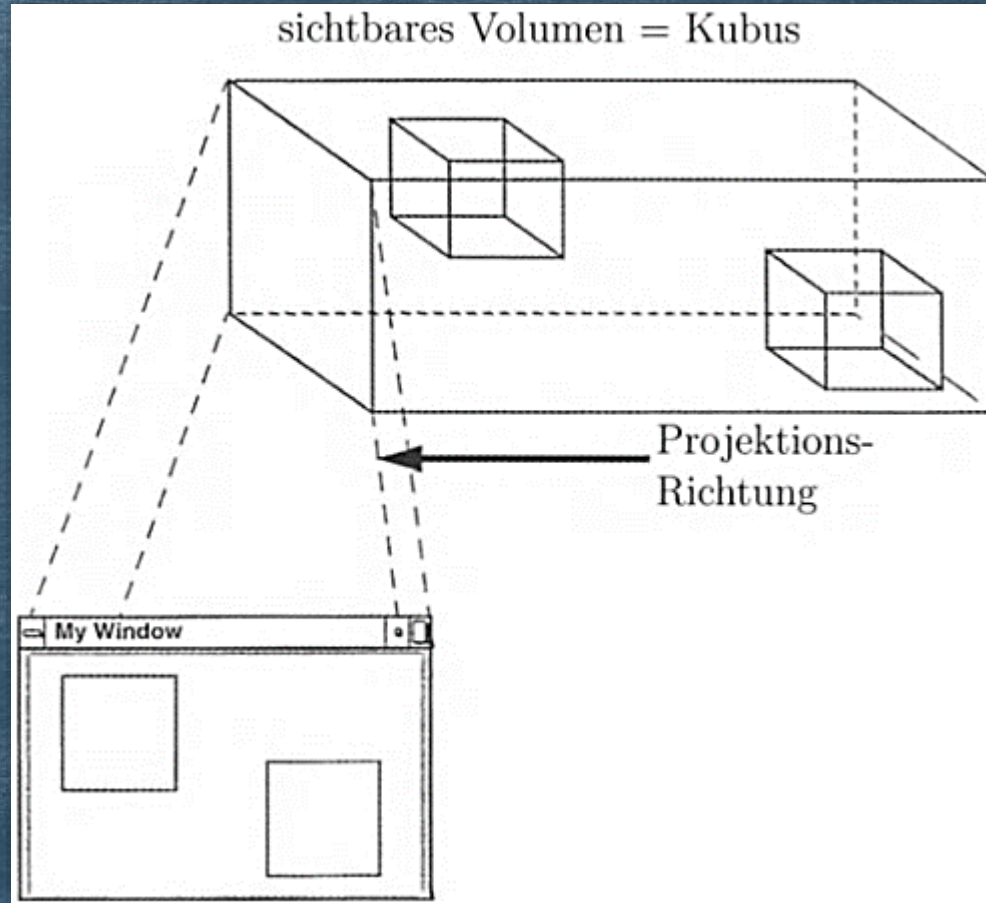 sichtbares Volumen = Kubus
Projektions-
Richtung
My Window